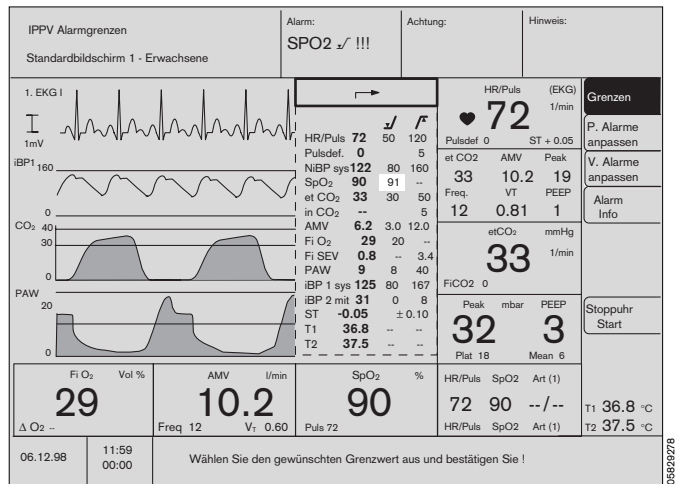 IPPV Alarmgrenzen
Standardbildschirm 1 - Erwachsene
Alarm:
SPO2 !!!
Achtung:
Hinweis:
1. EKG I
1mV
iBP1
160
0
CO2
40
30
0
PAW
20
0
HR/Puls 72 50 120
Pulsdef. 0 5
NiBP sys 122 80 160
SpO2 90 91 --
et CO2 33 30 50
in CO2 -- 5
AMV 6.2 3.0 12.0
Fi O2 29 20 --
Fi SEV 0.8 -- 3.4
PAW 9 8 40
iBP 1 sys 125 80 167
iBP 2 mit 31 0 8
ST -0.05 ± 0.10
T1 36.8 -- --
T2 37.5 -- --
HR/Puls (EKG)
72 1/min
Pulsdef 0 ST + 0.05
et CO2 AMV Peak
33 10.2 19
Freq. VT PEEP
12 0.81 1
etCO2 mmHg
33 1/min
FiCO2 0
Peak mbar PEEP
32 3
Plat 18 Mean 6
Grenzen
P. Alarme
anpassen
V. Alarme
anpassen
Alarm
Info
Stoppuhr
Start
Fi O2 Vol %
29
Δ O2 --
AMV l/min
10.2
Freq 12 VT 0.60
SpO2 %
90
Puls 72
HR/Puls SpO2 Art (1)
72 90 --/--
HR/Puls SpO2 Art (1)
T1 36.8 °C
T2 37.5 °C
06.12.98
11:59
00:00
Wählen Sie den gewünschten Grenzwert aus und bestätigen Sie !
05829278